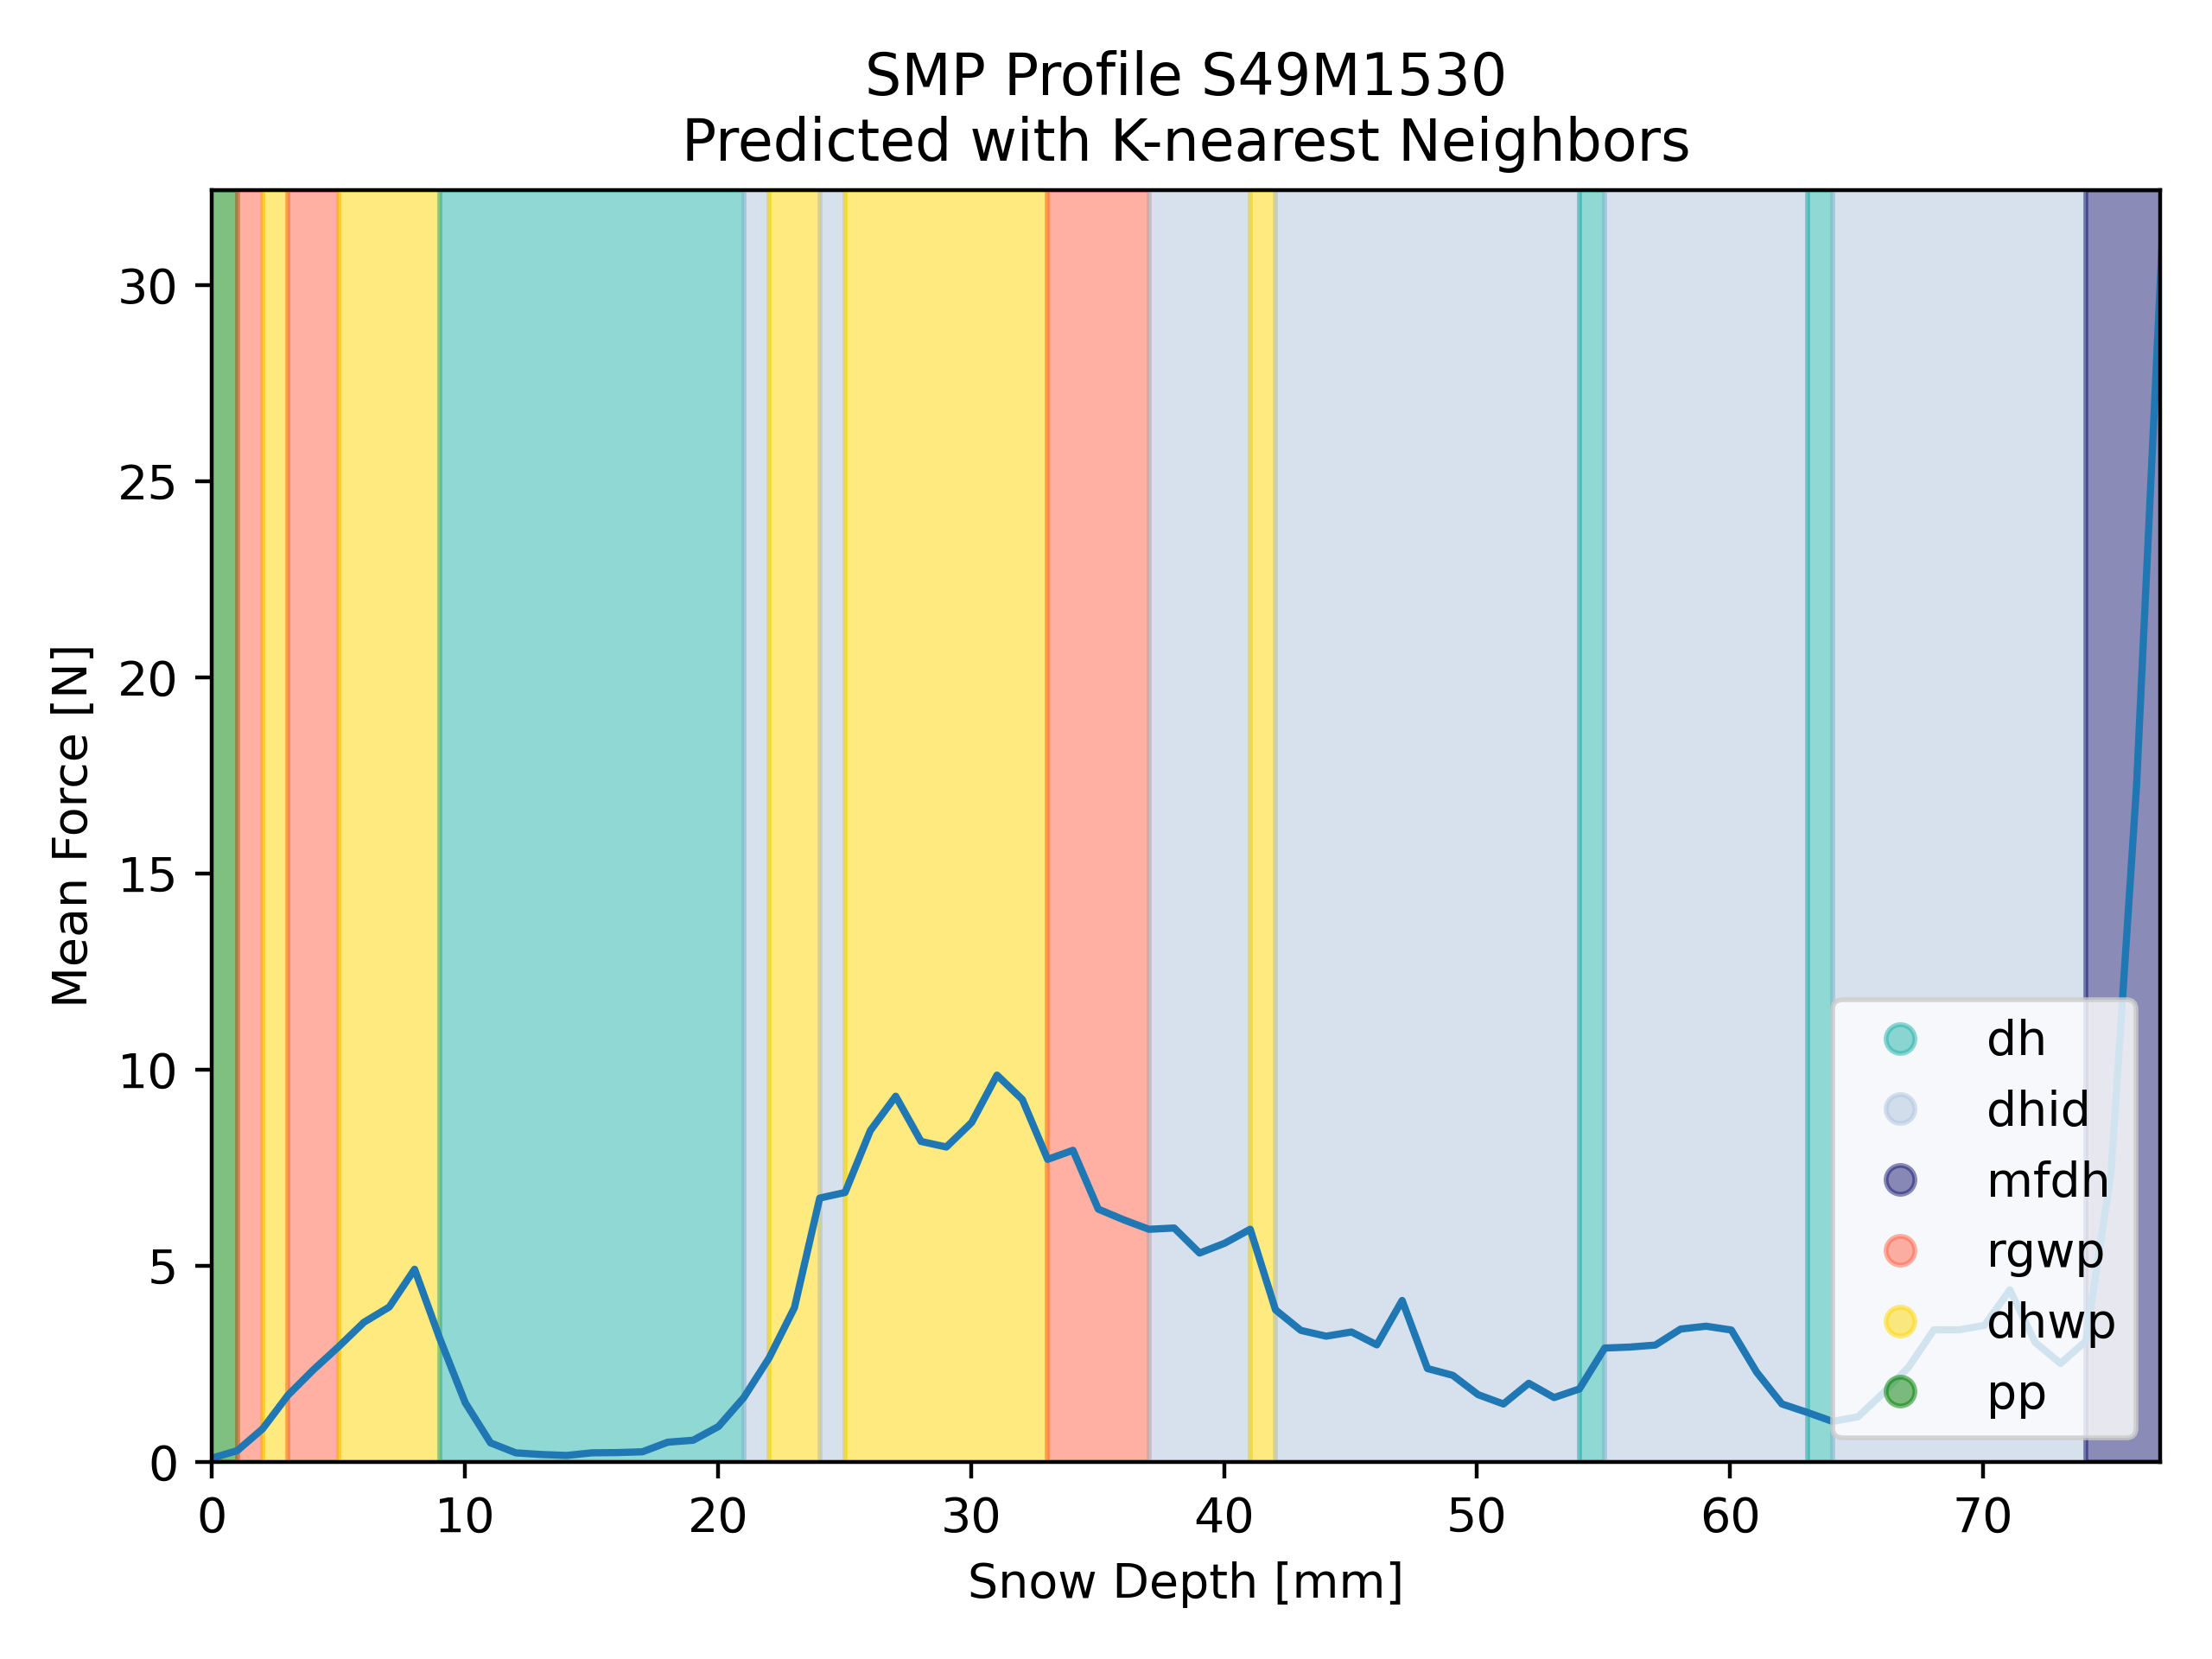 SMP Profile S49M1530
Predicted with K-nearest Neighbors
Mean Force [N]
30
25
20
15
10
5
0
dh
dhid
mfdh
rgwp
dhwp
pp
0 10 20 30 40 50 60 70
Snow Depth [mm]